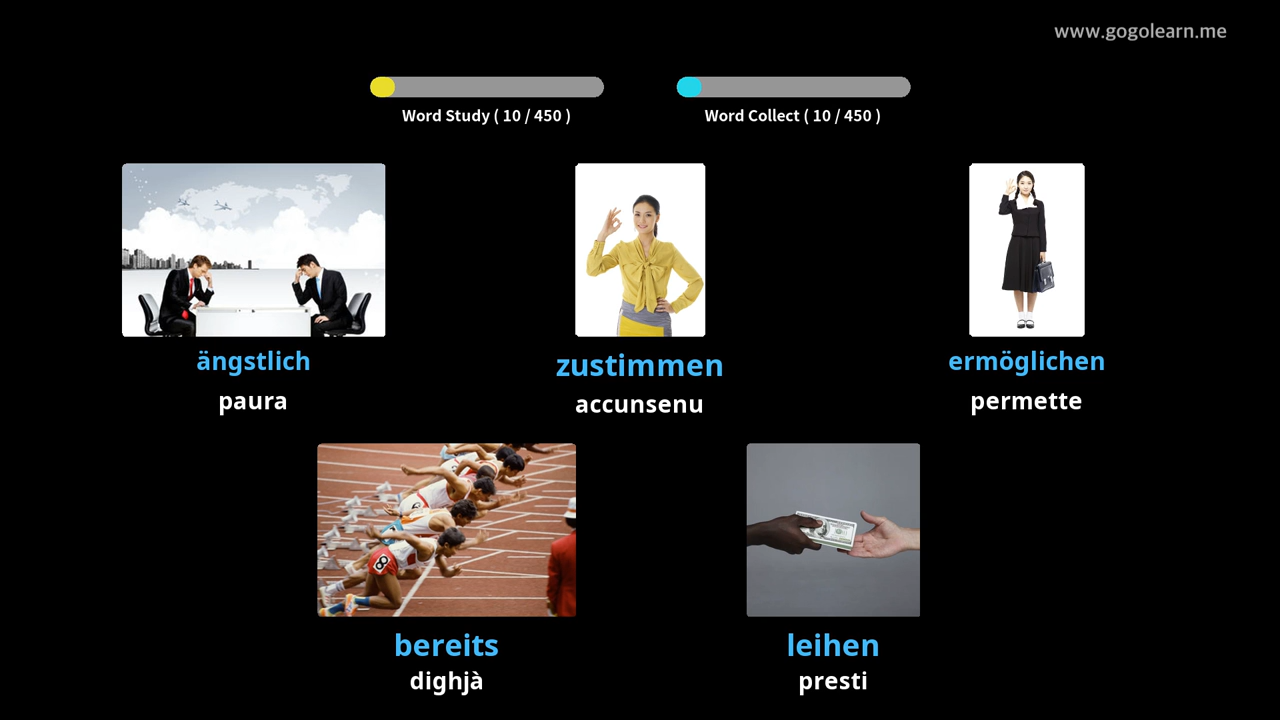 www.gogolearn.me
Word Study ( 10 / 450 )
Word Collect ( 10 / 450 )
ängstlich
paura
zustimmen
accunsenu
ermöglichen
permette
bereits
dighjà
leihen
presti